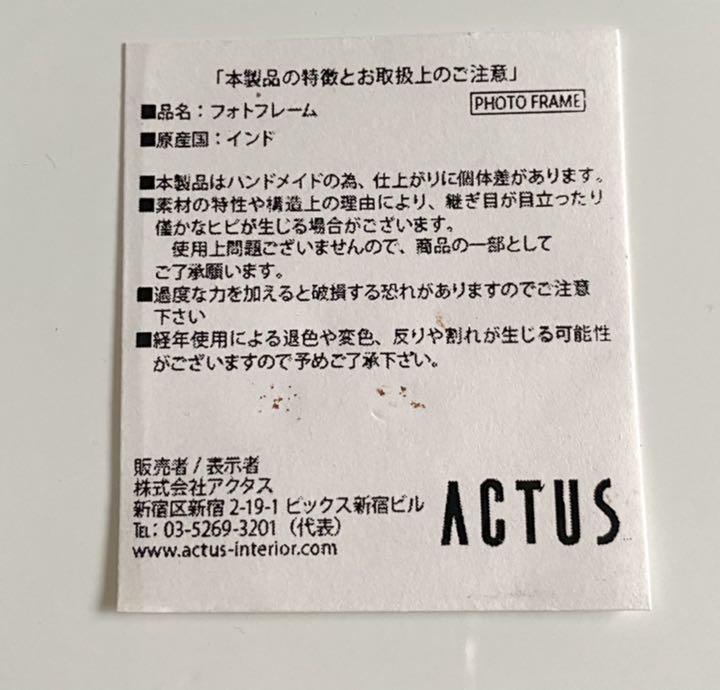 「本製品の特徴とお取扱上のご注意」
■品名：フォトフレーム
PHOTO FRAME
■原産国：インド
■本製品はハンドメイドの為、仕上がりに個体差があります。
■素材の特性や構造上の理由により、継ぎ目が目立ったり
僅かなヒビが生じる場合がございます。
使用上問題ございませんので、商品の一部として
ご了承願います。
■過度な力を加えると破損する恐れがありますのでご注意
下さい
■経年使用による退色や変色、反りや割れが生じる可能性
がございますので予めご了承下さい。
販売者 / 表示者
株式会社アクタス
新宿区新宿 2-19-1 ビックス新宿ビル
TEL：03-5269-3201（代表）
www.actus-interior.com
ACTUS